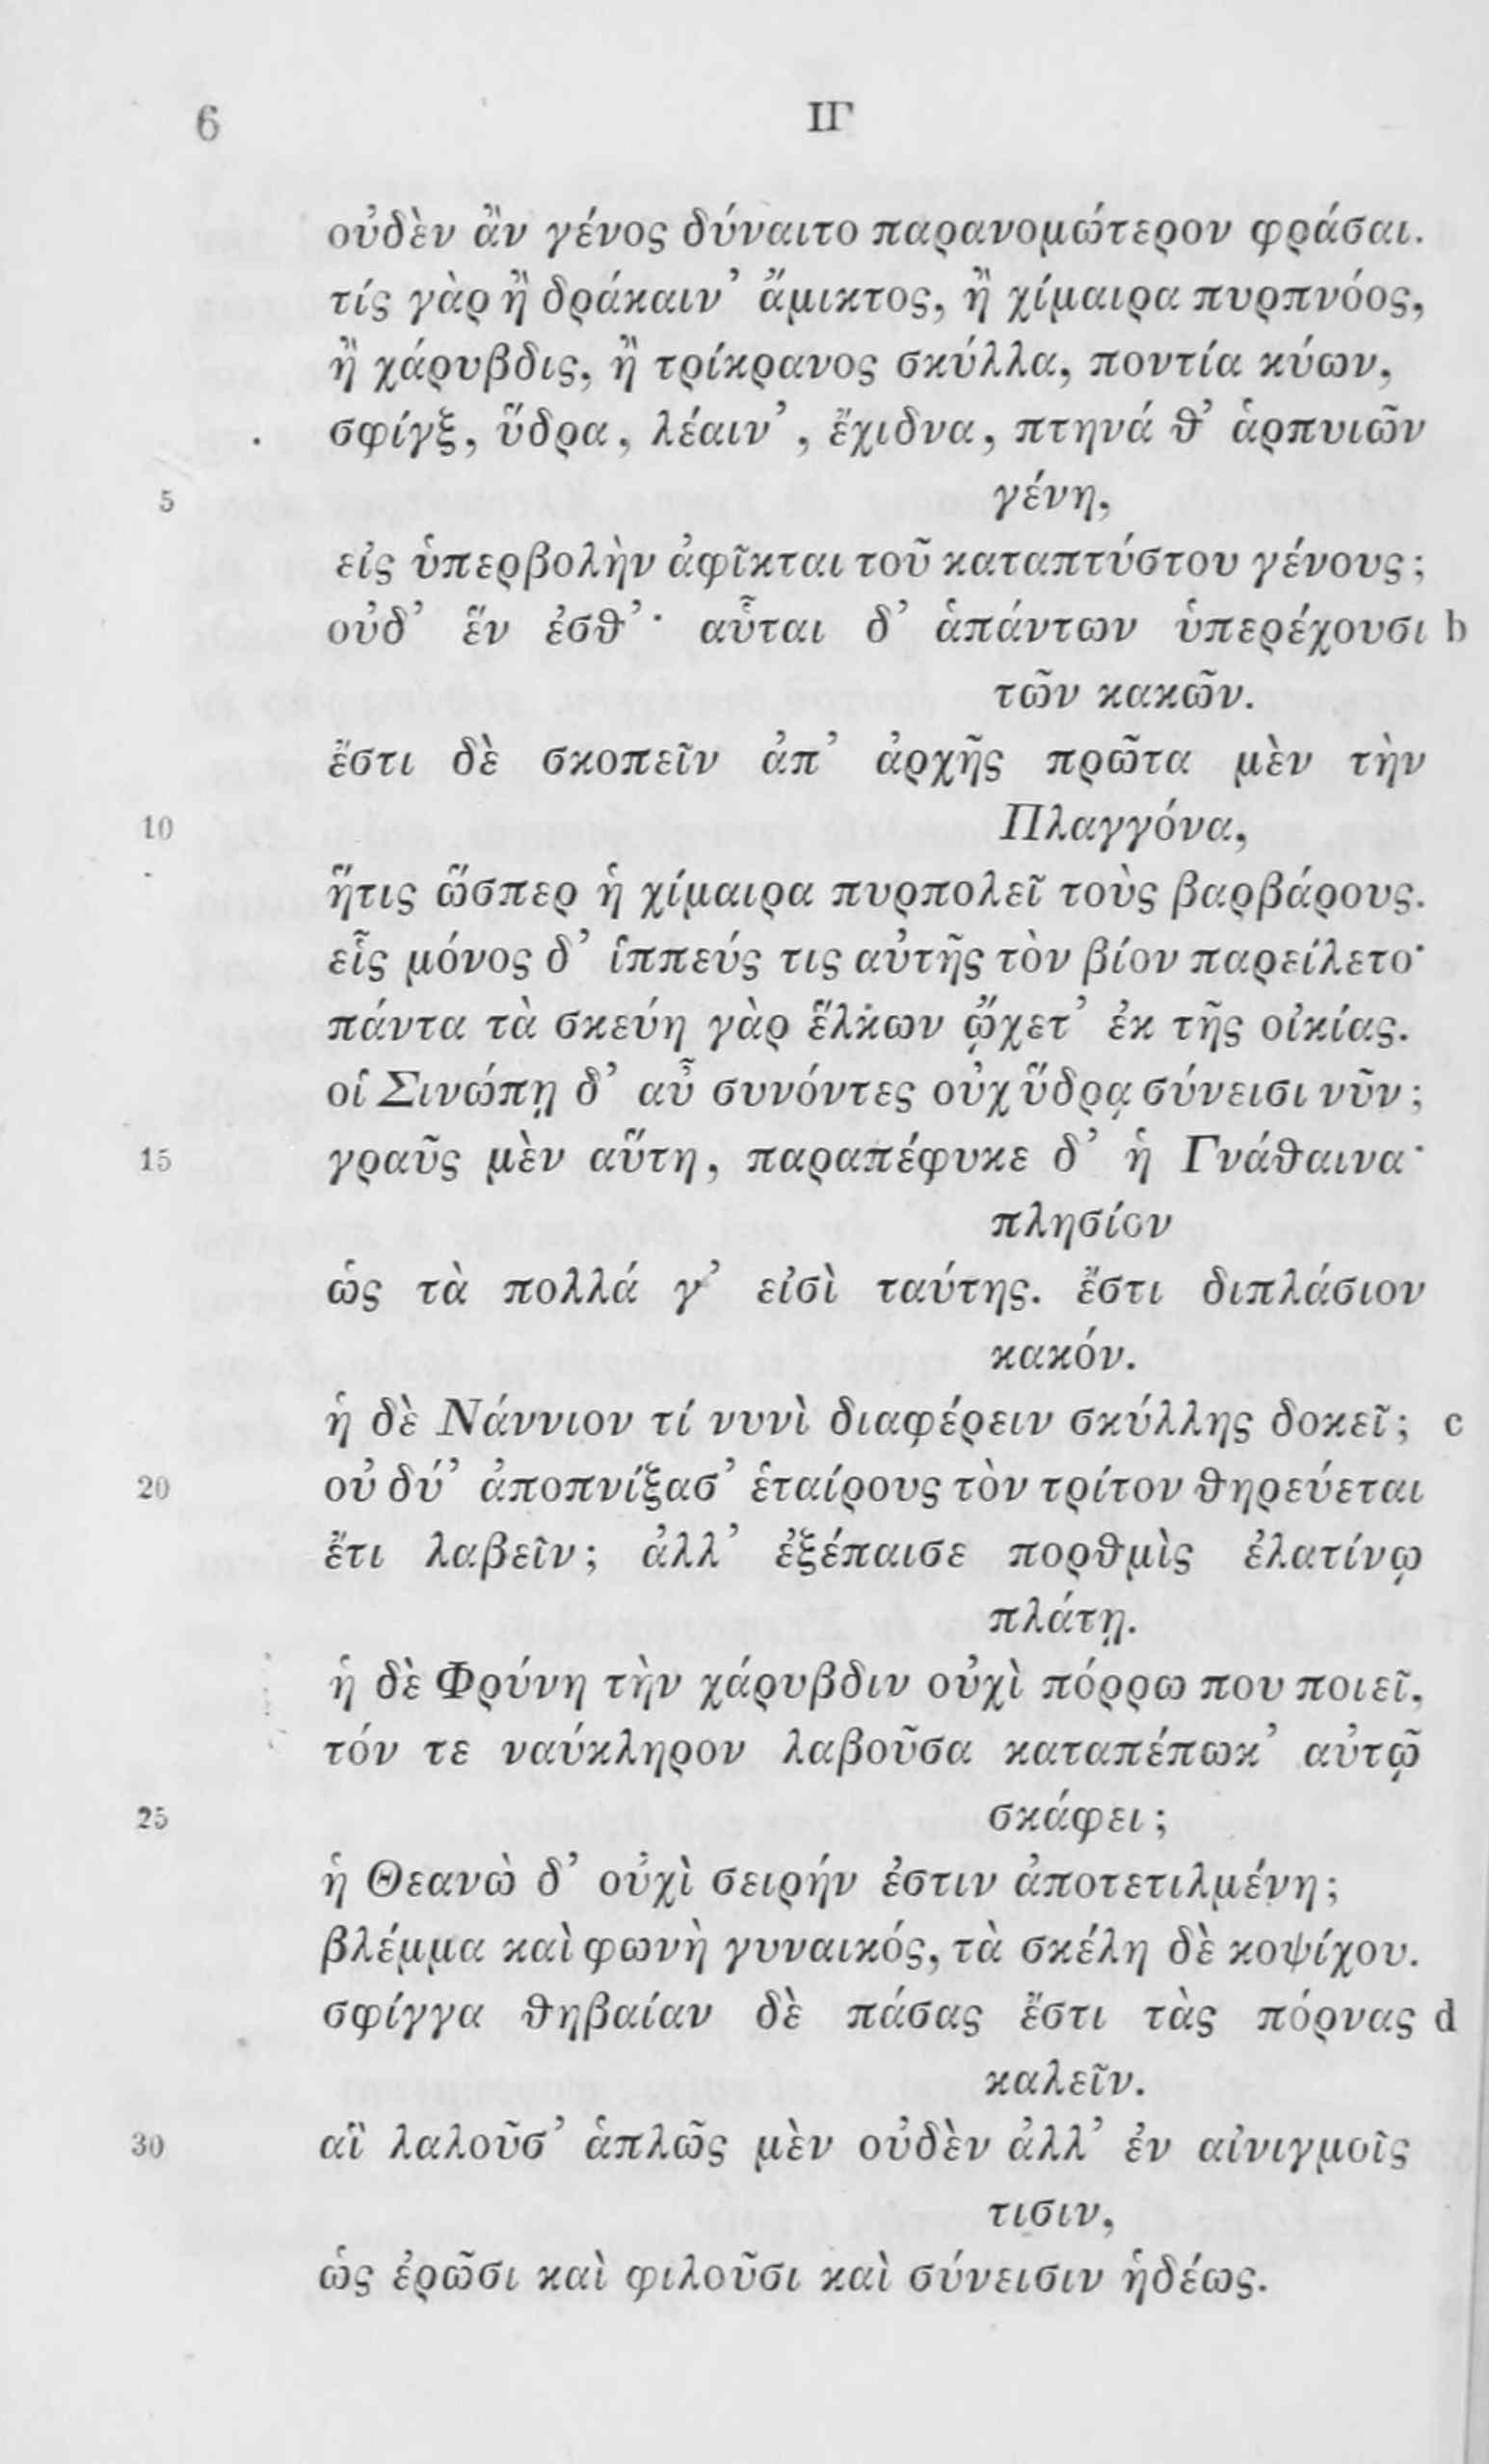 6 ΙΓ
οὐδὲν ἂν γένος δύναιτο παρανομώτερον φράσαι.
τίς γὰρ ἢ δράκαιν’ ἄμικτος, ἢ χίμαιρα πυρπνόος,
ἢ χάρυβδις, ἢ τρίκρανος σκύλλα, ποντία κύων,
σφίγξ, ὕδρα, λέαιν’, ἔχιδνα, πτηνά θ’ ἁρπυιῶν
5 γένη,
εἰς ὑπερβολὴν ἀφῖκται τοῦ καταπτύστου γένους;
οὐδ’ ἕν ἐσθ’· αὗται δ’ ἁπάντων ὑπερέχουσι b
τῶν κακῶν.
ἔστι δὲ σκοπεῖν ἀπ’ ἀρχῆς πρῶτα μὲν τὴν
10 Πλαγγόνα,
ἥτις ὥσπερ ἡ χίμαιρα πυρπολεῖ τοὺς βαρβάρους.
εἷς μόνος δ’ ἱππεύς τις αὐτῆς τὸν βίον παρείλετο·
πάντα τὰ σκεύη γὰρ ἕλκων ᾤχετ’ ἐκ τῆς οἰκίας.
οἱ Σινώπῃ δ’ αὖ συνόντες οὐχ ὕδρᾳ σύνεισι νῦν;
15 γραῦς μὲν αὕτη, παραπέφυκε δ’ ἡ Γνάθαινα·
πλησίον
ὡς τὰ πολλά γ’ εἰσὶ ταύτης. ἔστι διπλάσιον
κακόν.
ἡ δὲ Νάννιον τί νυνὶ διαφέρειν σκύλλης δοκεῖ; c
20 οὐ δύ’ ἀποπνίξασ’ ἑταίρους τὸν τρίτον θηρεύεται
ἔτι λαβεῖν; ἀλλ’ ἐξέπαισε πορθμὶς ἐλατίνῳ
πλάτῃ.
ἡ δὲ Φρύνη τὴν χάρυβδιν οὐχὶ πόρρω που ποιεῖ,
τόν τε ναύκληρον λαβοῦσα καταπέπωκ’ αὐτῷ
25 σκάφει;
ἡ Θεανὼ δ’ οὐχὶ σειρήν ἐστιν ἀποτετιλμένη;
βλέμμα καὶ φωνὴ γυναικός, τὰ σκέλη δὲ κοψίχου.
σφίγγα θηβαίαν δὲ πάσας ἔστι τὰς πόρνας d
καλεῖν.
30 αἳ λαλοῦσ’ ἁπλῶς μὲν οὐδὲν ἀλλ’ ἐν αἰνιγμοῖς
τισιν,
ὡς ἐρῶσι καὶ φιλοῦσι καὶ σύνεισιν ἡδέως.